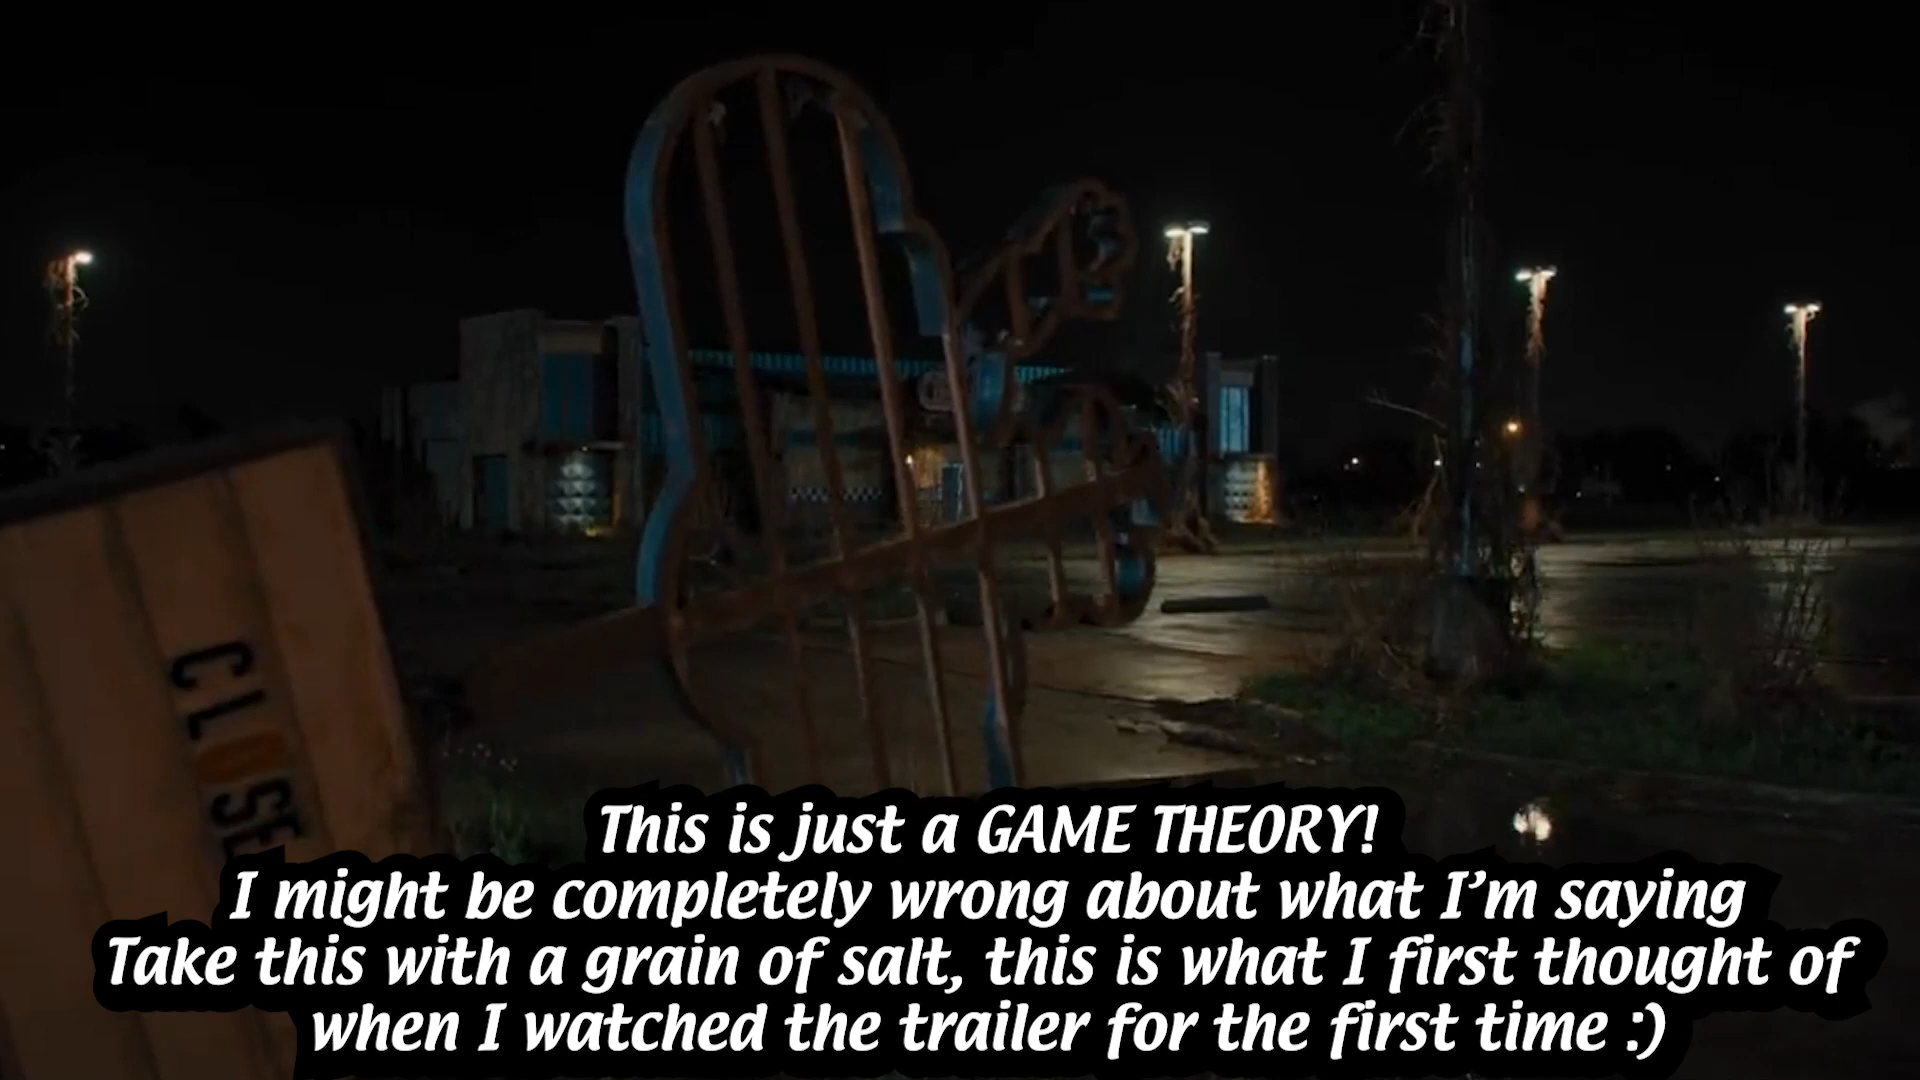 CLOSE
This is just a GAME THEORY!
I might be completely wrong about what I'm saying
Take this with a grain of salt, this is what I first thought of
when I watched the trailer for the first time :)